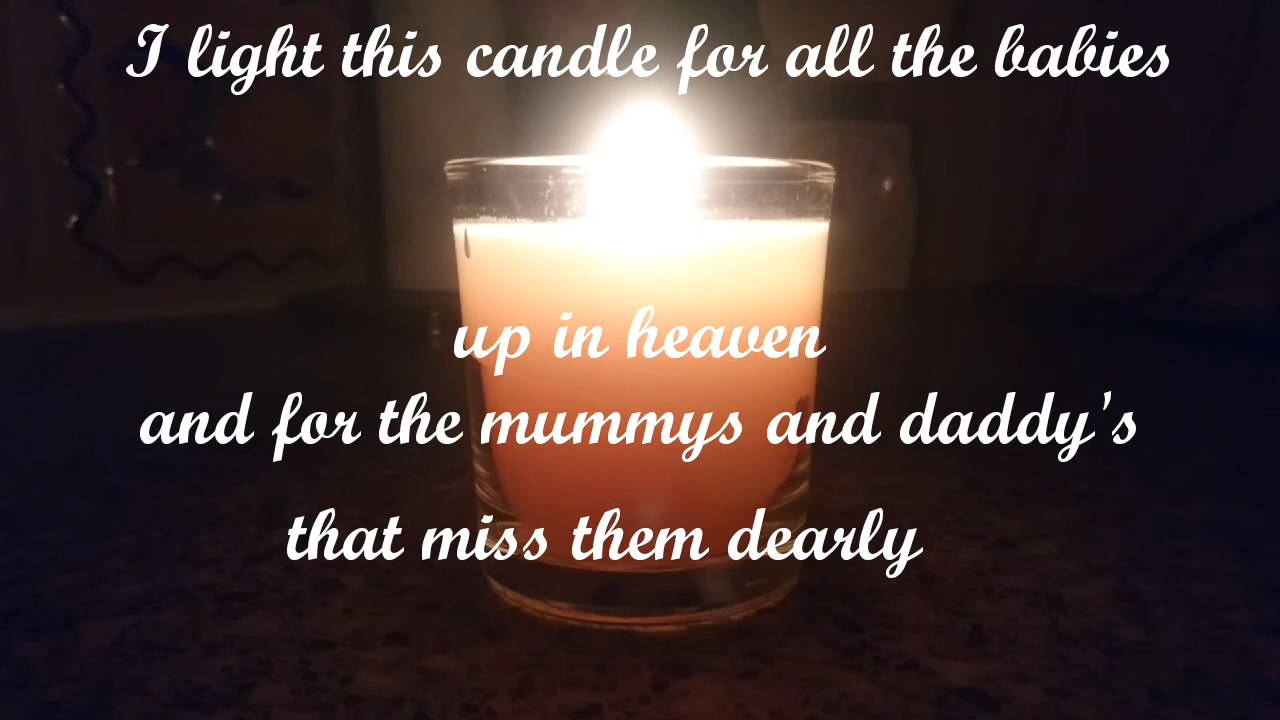 I light this candle for all the babies
up in heaven
and for the mummys and daddy's
that miss them dearly